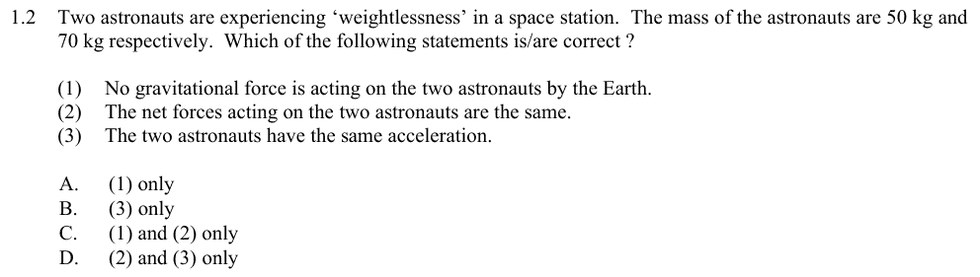 1.2 Two astronauts are experiencing ‘weightlessness’ in a space station. The mass of the astronauts are 50 kg and
70 kg respectively. Which of the following statements is/are correct ?
(1) No gravitational force is acting on the two astronauts by the Earth.
(2) The net forces acting on the two astronauts are the same.
(3) The two astronauts have the same acceleration.
A. (1) only
B. (3) only
C. (1) and (2) only
D. (2) and (3) only